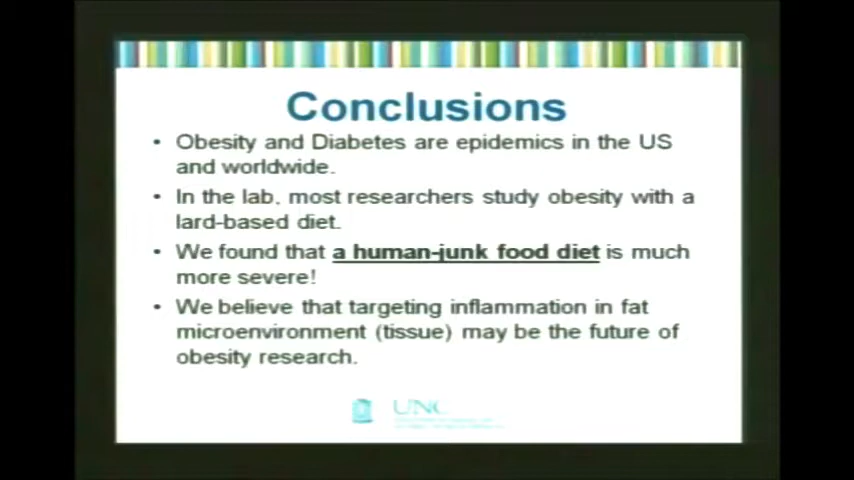 Conclusions
• Obesity and Diabetes are epidemics in the US
and worldwide.
• In the lab, most researchers study obesity with a
lard-based diet.
• We found that a human-junk food diet is much
more severe!
• We believe that targeting inflammation in fat
microenvironment (tissue) may be the future of
obesity research.
UNC